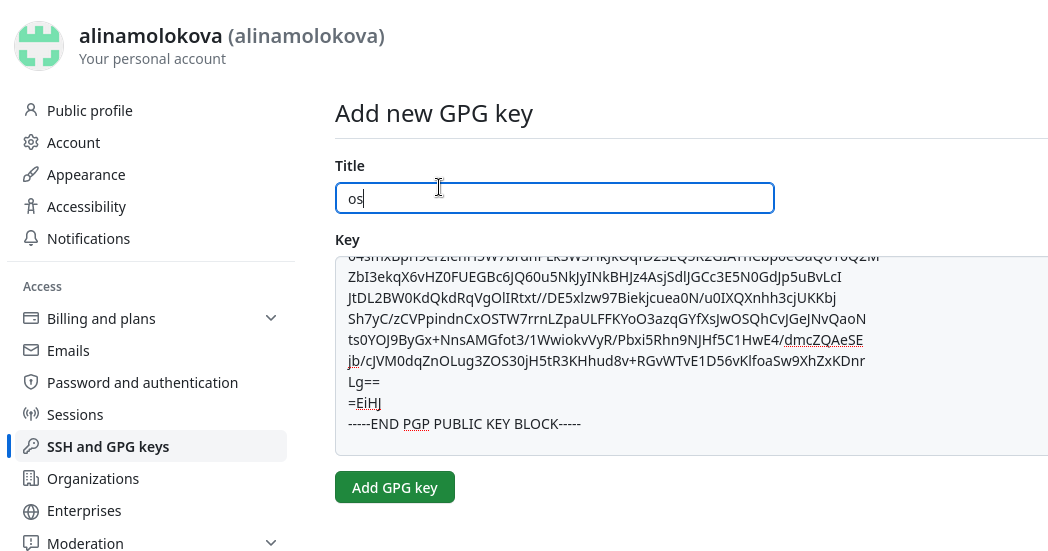 alinamolokova (alinamolokova)
Your personal account
Public profile
Account
Appearance
Accessibility
Notifications
Access
Billing and plans
Emails
Password and authentication
Sessions
SSH and GPG keys
Organizations
Enterprises
Moderation
Add new GPG key
Title
os
Key
ZbI3ekqX6vHZ0FUEGBc6JQ60u5NkJyINkBHJz4AsjSdlJGCc3E5N0GdJp5uBvLcI
JtDL2BW0KdQkdRqVgOlIRtxt//DE5xlzw97Biekjcuea0N/u0IXQXnhh3cjUKKbj
Sh7yC/zCVPpindnCxOSTW7rrnLZpaULFFKYoO3azqGYfXsJwOSQhCvJGeJNvQaoN
ts0YOJ9ByGx+NnsAMGfot3/1WwiokvVyR/Pbxi5Rhn9NJHf5C1HwE4/dmcZQAeSE
jb/cJVM0dqZnOLug3ZOS30jH5tR3KHhud8v+RGvWTvE1D56vKlfoaSw9XhZxKDnr
Lg==
=EiHJ
-----END PGP PUBLIC KEY BLOCK-----
Add GPG key